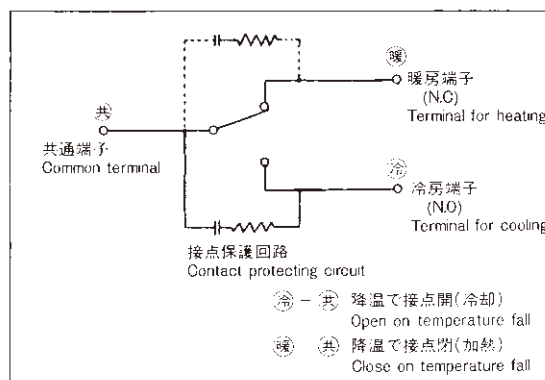 暖
暖房端子
(N.C)
Terminal for heating
共
共通端子
Common terminal
冷
冷房端子
(N.O)
Terminal for cooling
接点保護回路
Contact protecting circuit
冷 - 共 降温で接点開(冷却)
Open on temperature fall
暖 共 降温で接点閉(加熱)
Close on temperature fall